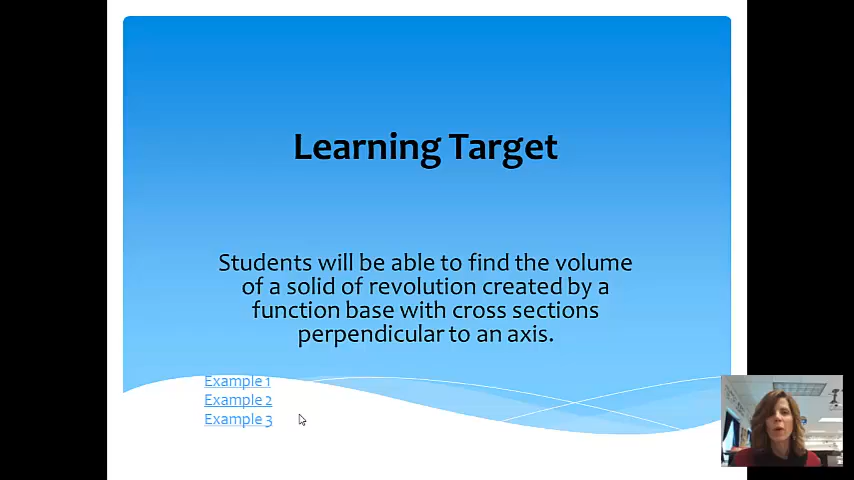 Learning Target
Students will be able to find the volume
of a solid of revolution created by a
function base with cross sections
perpendicular to an axis.
Example 1
Example 2
Example 3